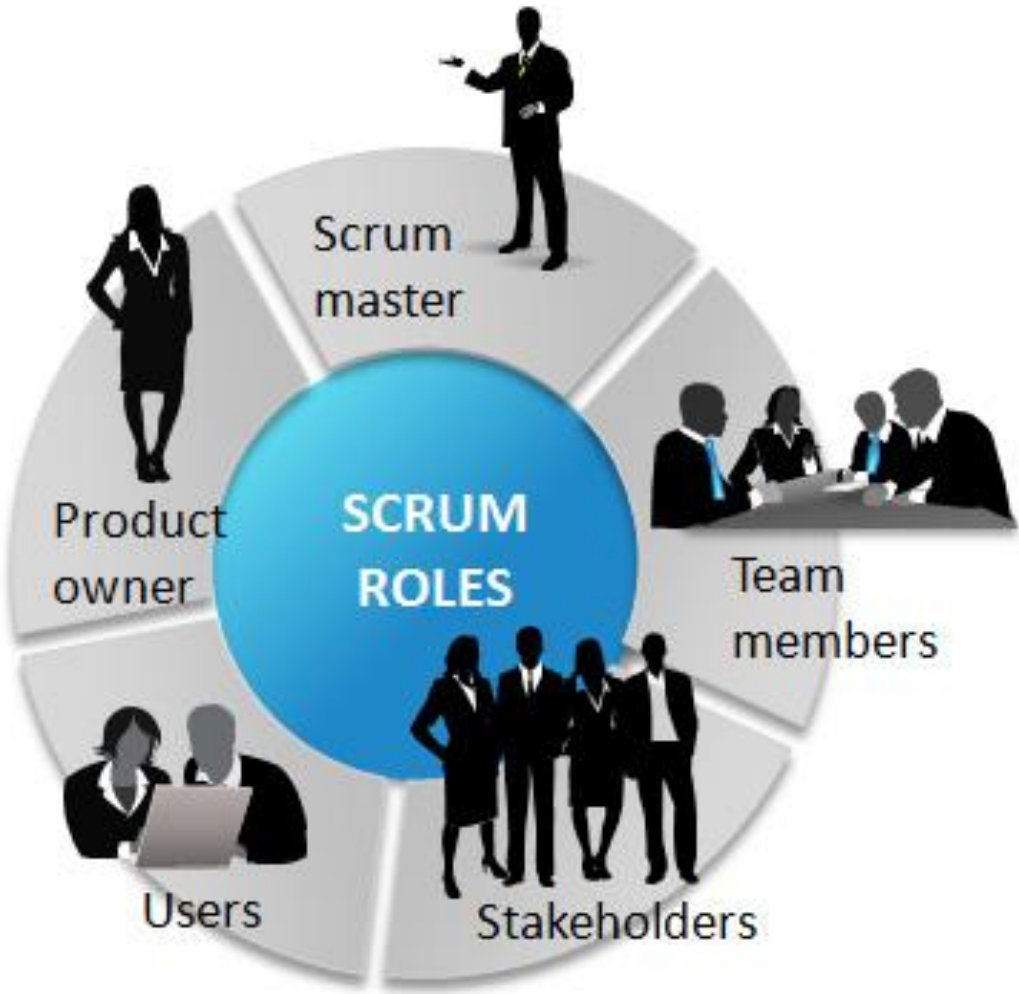 Scrum
master
Product
owner
SCRUM
ROLES
Team
members
Users
Stakeholders